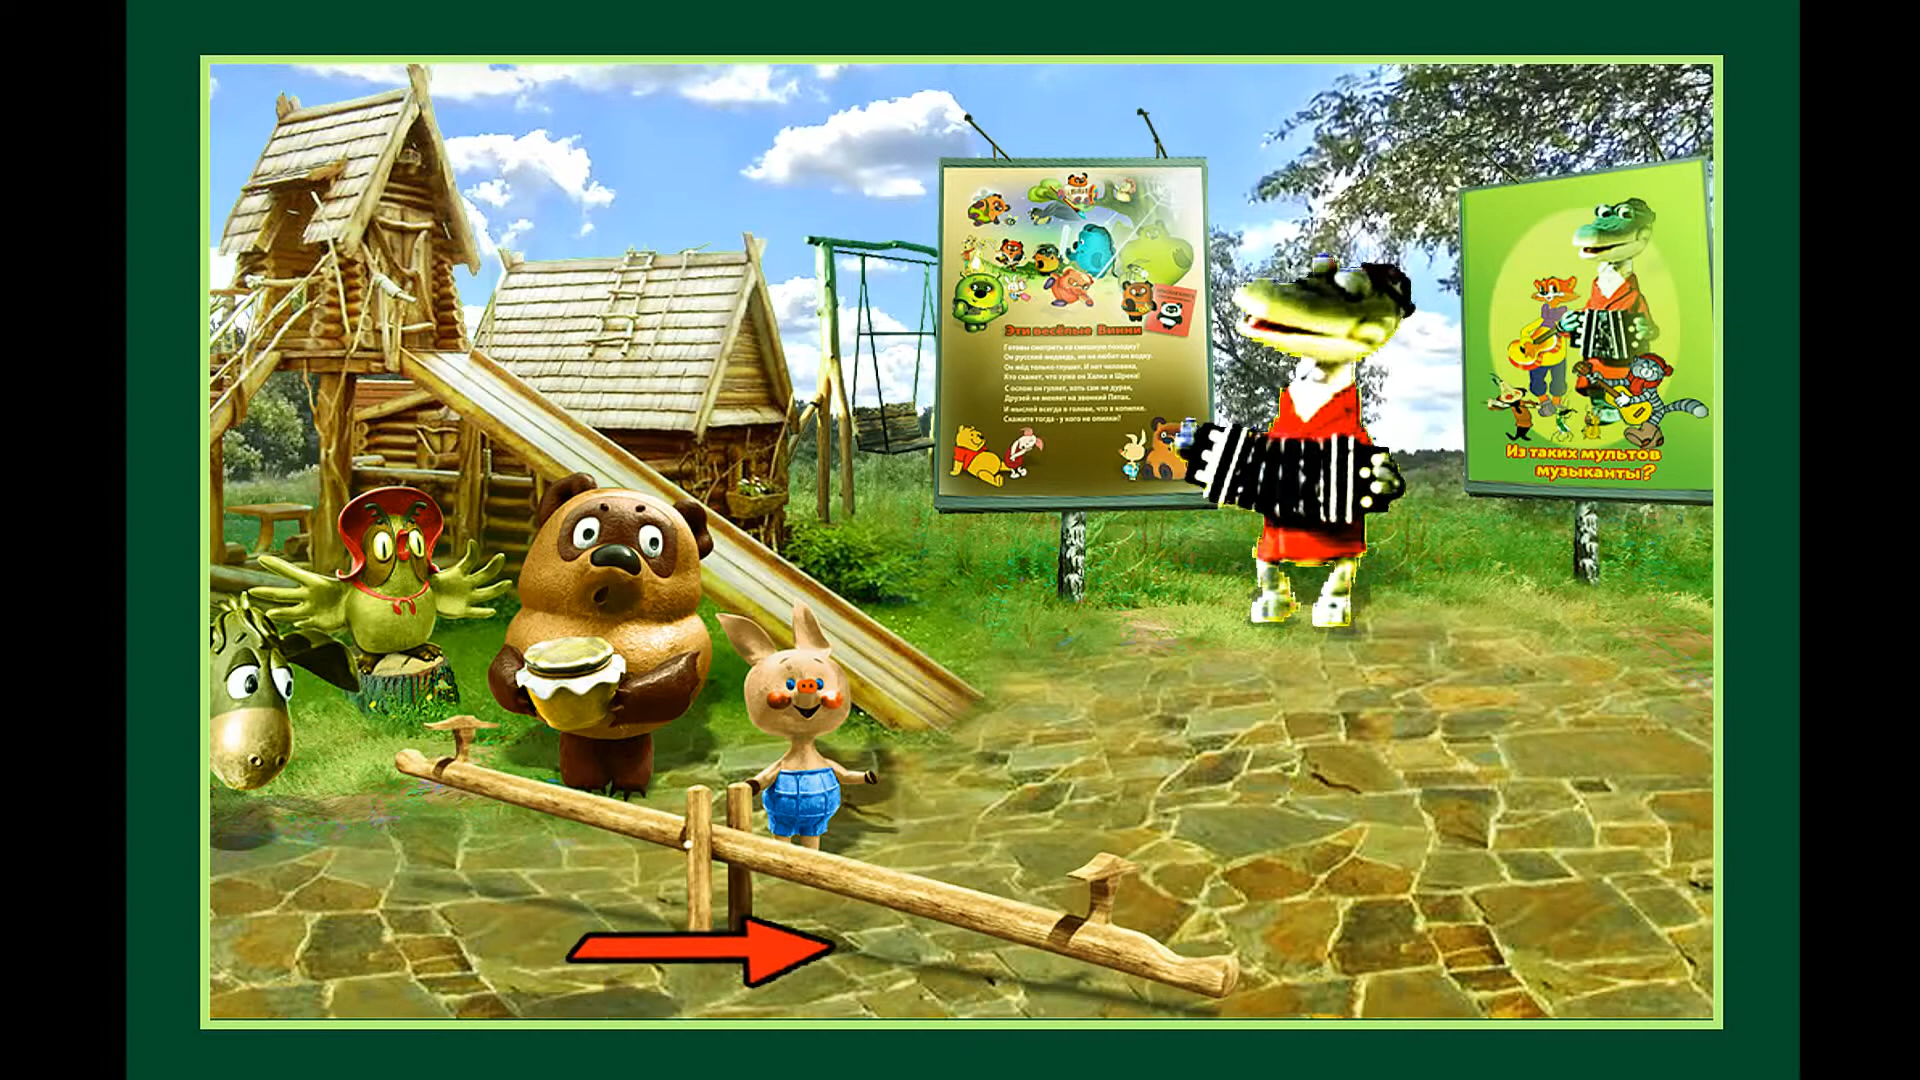 Эти весёлые Винни
Готовы смотреть на смешную походку?
Он русский медведь, но не любит он водку.
Он мёд только глушит. И нет человека,
Кто скажет, что хуже он Халка и Шрека!
С ослом он гуляет, хоть сам не дурак,
Друзей не меняет на звонкий Пятак.
И мыслей всегда в голове, что в копилке.
Скажите тогда - у кого не опилки?
Из таких мультов
музыканты?